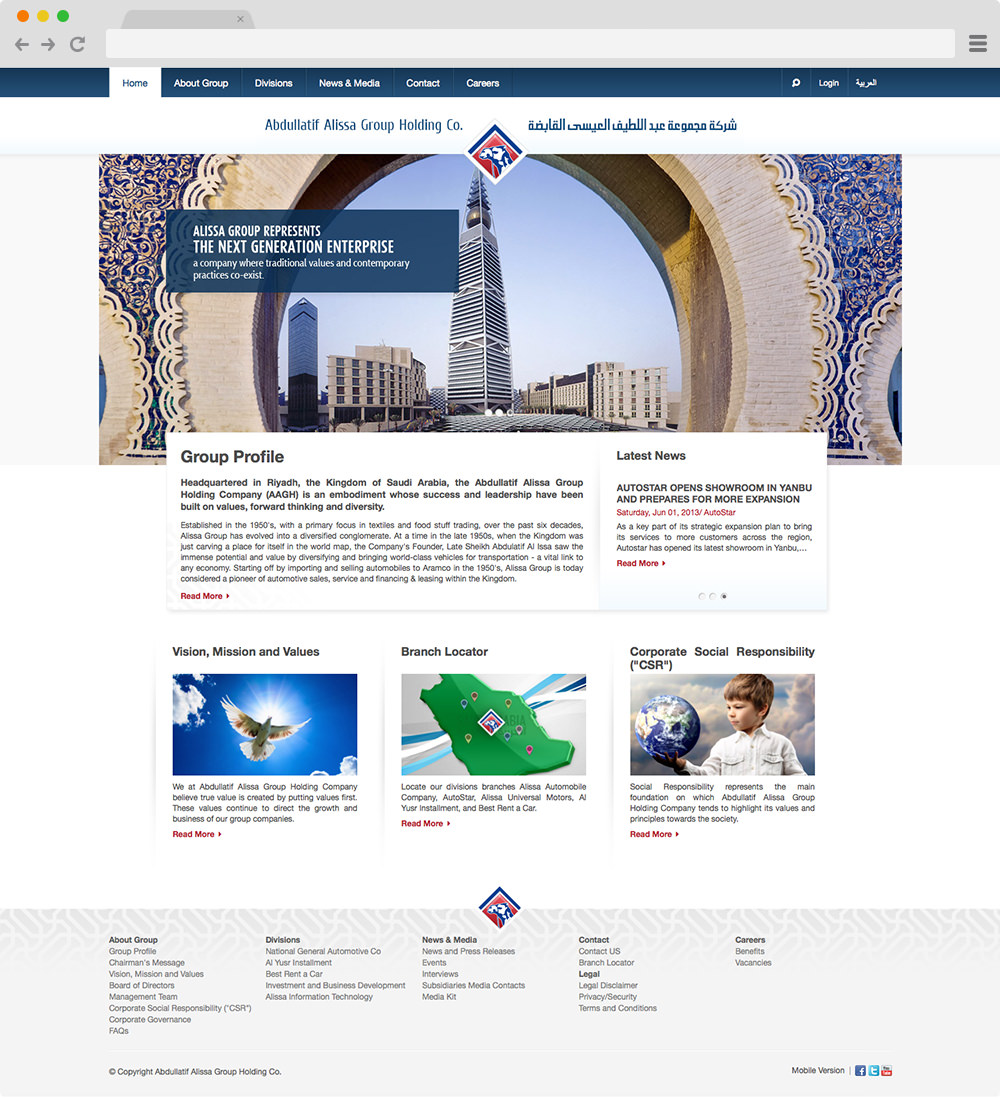 Home
About Group
Divisions
News & Media
Contact
Careers
Login
العربية
Abdullatif Alissa Group Holding Co.
شركة مجموعة عبد اللطيف العيسى القابضة
ALISSA GROUP REPRESENTS
THE NEXT GENERATION ENTERPRISE
a company where traditional values and contemporary
practices co-exist.
Group Profile
Headquartered in Riyadh, the Kingdom of Saudi Arabia, the Abdullatif Alissa Group
Holding Company (AAGH) is an embodiment whose success and leadership have been
built on values, forward thinking and diversity.
Established in the 1950's, with a primary focus in textiles and food stuff trading, over the past six decades,
Alissa Group has evolved into a diversified conglomerate. At a time in the late 1950s, when the Kingdom was
just carving a place for itself in the world map, the Company's Founder, Late Sheikh Abdulatif Al Issa saw the
immense potential and value by diversifying and bringing world-class vehicles for transportation - a vital link to
any economy. Starting off by importing and selling automobiles to Aramco in the 1950's, Alissa Group is today
considered a pioneer of automotive sales, service and financing & leasing within the Kingdom.
Read More
Latest News
AUTOSTAR OPENS SHOWROOM IN YANBU
AND PREPARES FOR MORE EXPANSION
Saturday, Jun 01, 2013/ AutoStar
As a key part of its strategic expansion plan to bring
its services to more customers across the region,
Autostar has opened its latest showroom in Yanbu,...
Read More
Vision, Mission and Values
We at Abdullatif Alissa Group Holding Company
believe true value is created by putting values first.
These values continue to direct the growth and
business of our group companies.
Read More
Branch Locator
Locate our divisions branches Alissa Automobile
Company, AutoStar, Alissa Universal Motors, Al
Yusr Installment, and Best Rent a Car.
Read More
Corporate Social Responsibility
("CSR")
Social Responsibility represents the main
foundation on which Abdullatif Alissa Group
Holding Company tends to highlight its values and
principles towards the society.
Read More
About Group
Group Profile
Chairman's Message
Vision, Mission and Values
Board of Directors
Management Team
Corporate Social Responsibility ("CSR")
Corporate Governance
FAQs
Divisions
National General Automotive Co
Al Yusr Installment
Best Rent a Car
Investment and Business Development
Alissa Information Technology
News & Media
News and Press Releases
Events
Interviews
Subsidiaries Media Contacts
Media Kit
Contact
Contact US
Branch Locator
Legal
Legal Disclaimer
Privacy/Security
Terms and Conditions
Careers
Benefits
Vacancies
© Copyright Abdullatif Alissa Group Holding Co.
Mobile Version |